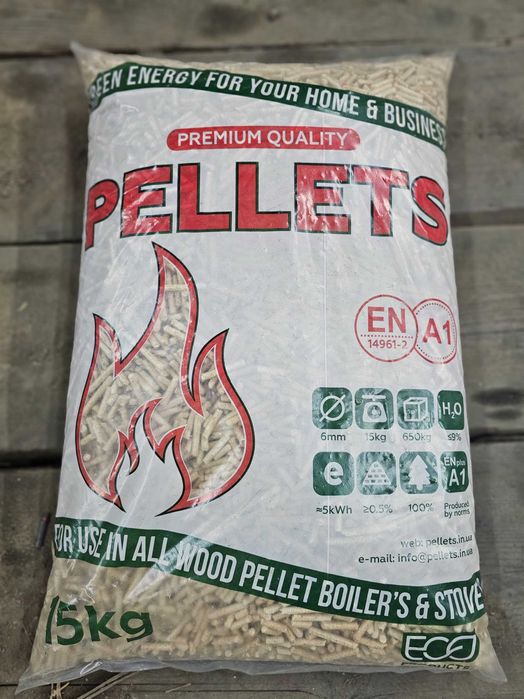 GREEN ENERGY FOR YOUR HOME & BUSINESS
PREMIUM QUALITY
PELLETS
EN
14961-2
A1
H₂O
6mm 15kg 650kg ≤9%
e
ENplus
A1
≈5kWh ≥0.5% 100% Produced
by norms
web: pellets.in.ua
e-mail: info@pellets.in.ua
FOR USE IN ALL WOOD PELLET BOILER'S & STOVE
15kg
ECO
PRODUCTS